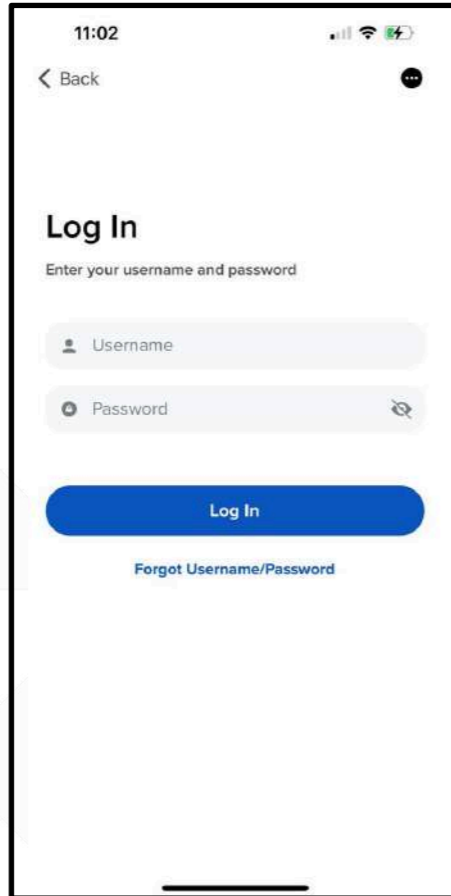 11:02
Back
Log In
Enter your username and password
Username
Password
Log In
Forgot Username/Password